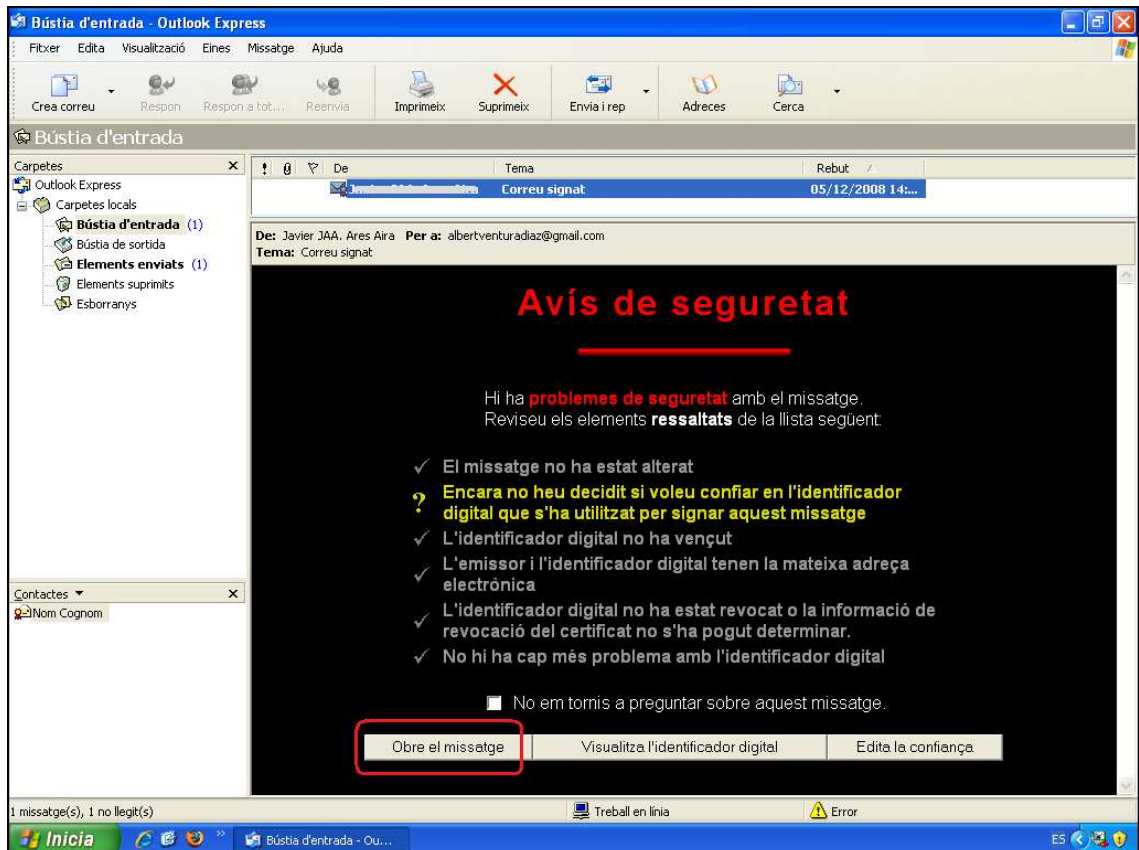 Bústia d'entrada - Outlook Express
Fitxer Edita Visualització Eines Missatge Ajuda
Crea correu Respon Respon a tot... Reenvia Imprimeix Suprimeix Envia i rep Adreces Cerca
Bústia d'entrada
Carpetes
Outlook Express
Carpetes locals
Bústia d'entrada (1)
Bústia de sortida
Elements enviats (1)
Elements suprimits
Esborranys
Contactes
Nom Cognom
! De Tema Rebut
Correu signat 05/12/2008 14:...
De: Javier JAA. Ares Aira Per a: albertventuradiaz@gmail.com
Tema: Correu signat
Avís de seguretat
Hi ha problemes de seguretat amb el missatge.
Reviseu els elements ressaltats de la llista següent:
El missatge no ha estat alterat
? Encara no heu decidit si voleu confiar en l'identificador
digital que s'ha utilitzat per signar aquest missatge
L'identificador digital no ha vençut
L'emissor i l'identificador digital tenen la mateixa adreça
electrònica
L'identificador digital no ha estat revocat o la informació de
revocació del certificat no s'ha pogut determinar.
No hi ha cap més problema amb l'identificador digital
No em tornis a preguntar sobre aquest missatge.
Obre el missatge Visualitza l'identificador digital Edita la confiança
1 missatge(s), 1 no llegit(s) Treball en línia Error
Inicia Bústia d'entrada - Ou... ES